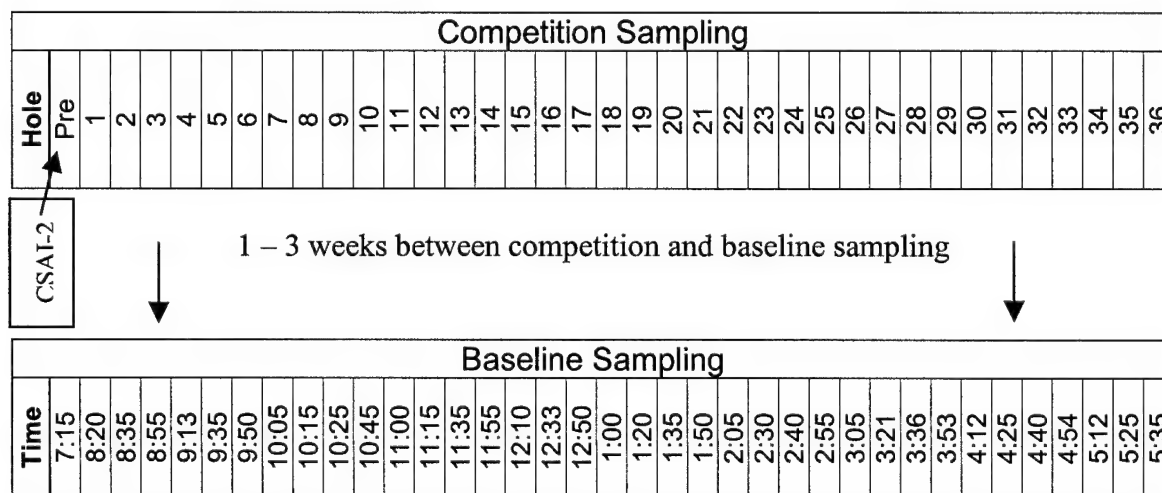 Competition Sampling
Hole Pre 1 2 3 4 5 6 7 8 9 10 11 12 13 14 15 16 17 18 19 20 21 22 23 24 25 26 27 28 29 30 31 32 33 34 35 36
CSAI-2
1 – 3 weeks between competition and baseline sampling
Baseline Sampling
Time 7:15 8:20 8:35 8:55 9:13 9:35 9:50 10:05 10:15 10:25 10:45 11:00 11:15 11:35 11:55 12:10 12:33 12:50 1:00 1:20 1:35 1:50 2:05 2:30 2:40 2:55 3:05 3:21 3:36 3:53 4:12 4:25 4:40 4:54 5:12 5:25 5:35